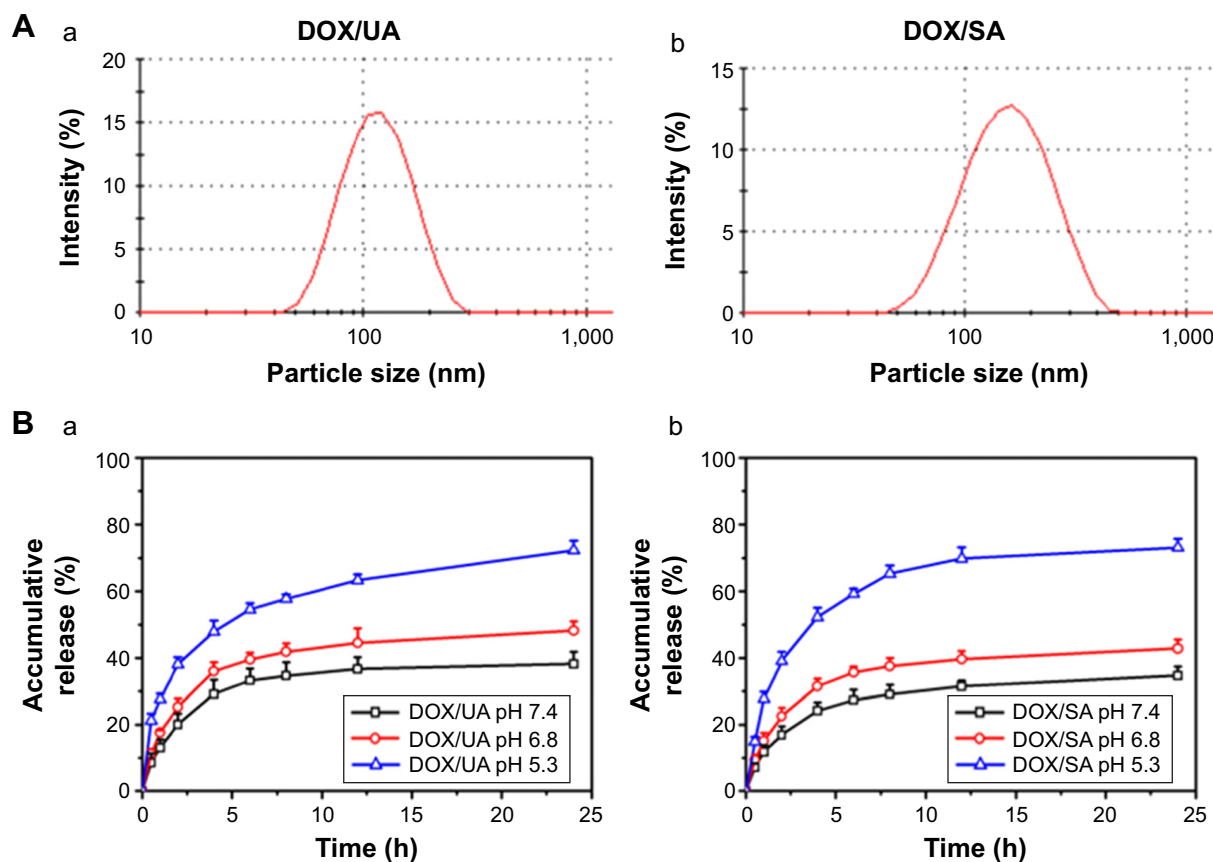 A
a
DOX/UA
20
15
10
5
0
Intensity (%)
10
100
1,000
Particle size (nm)
b
DOX/SA
15
10
5
0
Intensity (%)
10
100
1,000
Particle size (nm)
B
a
100
80
60
40
20
0
Accumulative
release (%)
DOX/UA pH 7.4
DOX/UA pH 6.8
DOX/UA pH 5.3
0
5
10
15
20
25
Time (h)
b
100
80
60
40
20
0
Accumulative
release (%)
DOX/SA pH 7.4
DOX/SA pH 6.8
DOX/SA pH 5.3
0
5
10
15
20
25
Time (h)